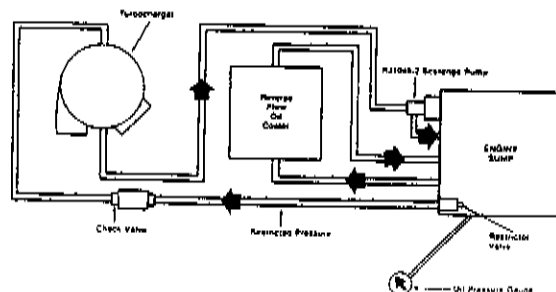 Turbocharger
Scavenge Pump
Reverse
Flow
Oil
Cooler
ENGINE
SUMP
Check Valve
Restricted Pressure
Restrictor
Valve
Oil Pressure Gauge